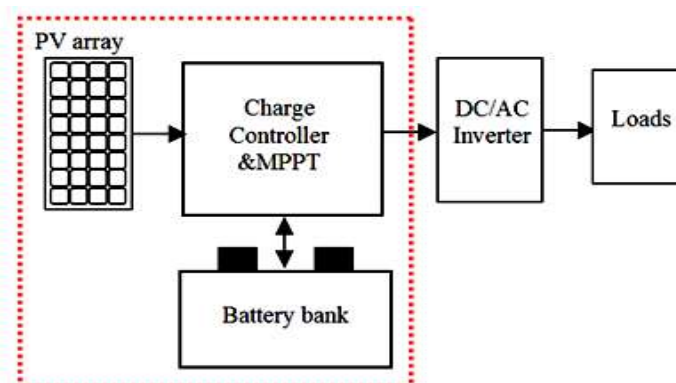 PV array
Charge
Controller
&MPPT
DC/AC
Inverter
Loads
Battery bank